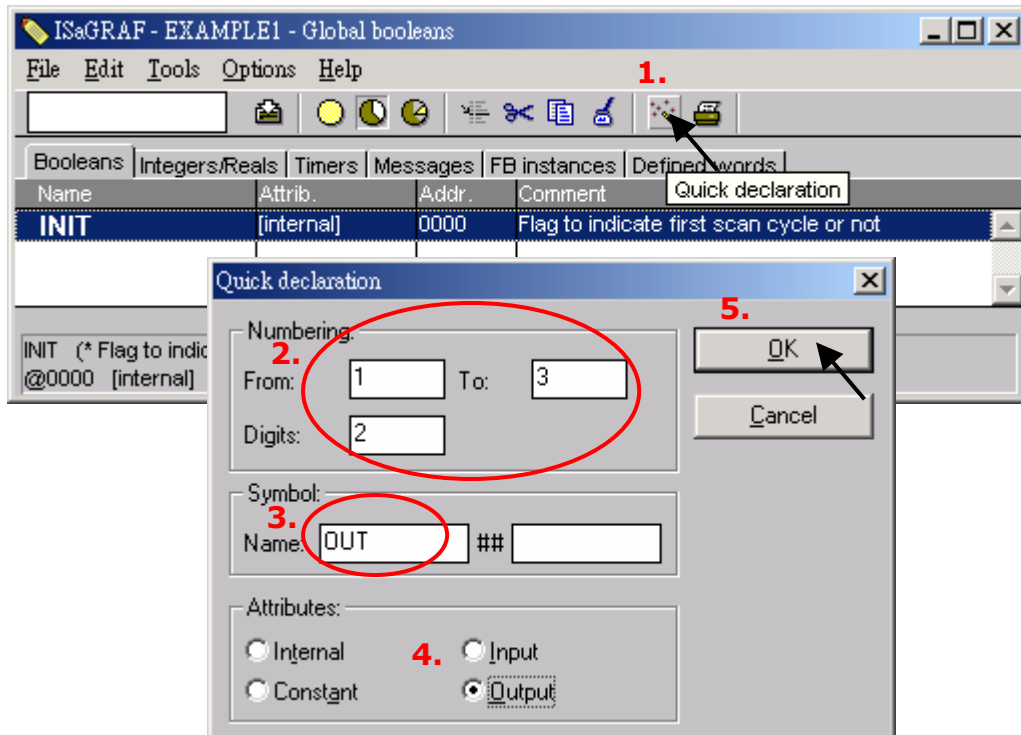 ISaGRAF - EXAMPLE1 - Global booleans
File Edit Tools Options Help
1.
Booleans Integers/Reals Timers Messages FB instances Defined words
Quick declaration
Name Attrib. Addr. Comment
INIT [internal] 0000 Flag to indicate first scan cycle or not
Quick declaration
INIT (* Flag to indic
@0000 [internal]
Numbering:
2.
From: 1 To: 3
Digits: 2
5.
OK
Cancel
Symbol:
3.
Name: OUT ##
Attributes:
Internal 4. Input
Constant Output